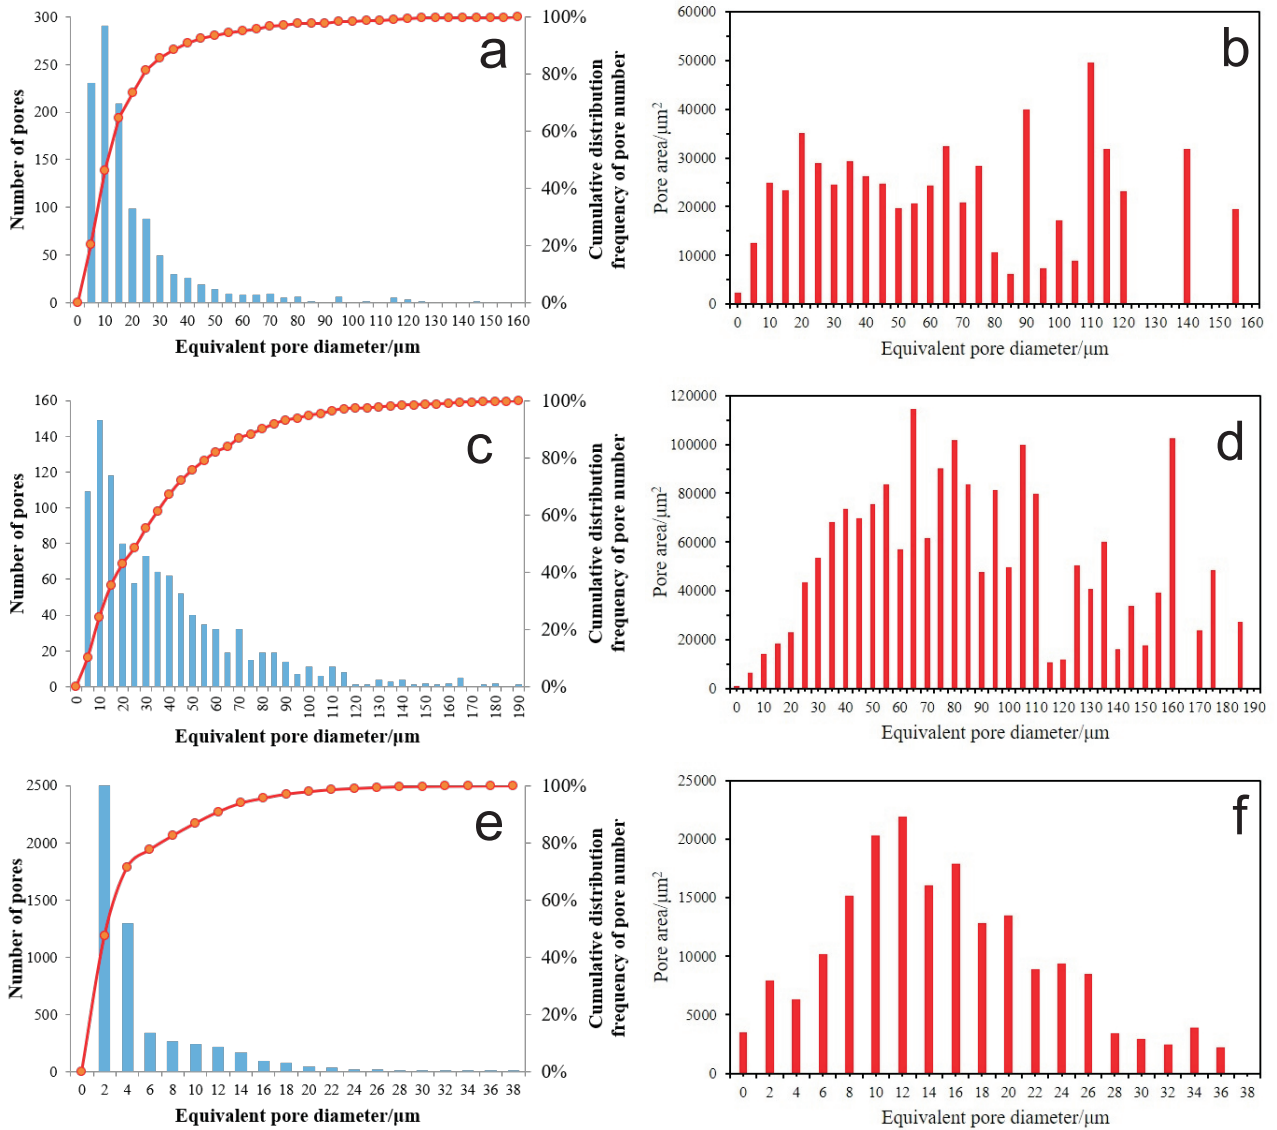 300
250
200
150
100
50
0
100%
80%
60%
40%
20%
0%
a
Number of pores
Cumulative distribution
frequency of pore number
0 10 20 30 40 50 60 70 80 90 100 110 120 130 140 150 160
Equivalent pore diameter/μm
60000
50000
40000
30000
20000
10000
0
b
Pore area/μm²
0 10 20 30 40 50 60 70 80 90 100 110 120 130 140 150 160
Equivalent pore diameter/μm
160
140
120
100
80
60
40
20
0
100%
80%
60%
40%
20%
0%
c
Number of pores
Cumulative distribution
frequency of pore number
0 10 20 30 40 50 60 70 80 90 100 110 120 130 140 150 160 170 180 190
Equivalent pore diameter/μm
120000
100000
80000
60000
40000
20000
0
d
Pore area/μm²
0 10 20 30 40 50 60 70 80 90 100 110 120 130 140 150 160 170 180 190
Equivalent pore diameter/μm
2500
2000
1500
1000
500
0
100%
80%
60%
40%
20%
0%
e
Number of pores
Cumulative distribution
frequency of pore number
0 2 4 6 8 10 12 14 16 18 20 22 24 26 28 30 32 34 36 38
Equivalent pore diameter/μm
25000
20000
15000
10000
5000
0
f
Pore area/μm²
0 2 4 6 8 10 12 14 16 18 20 22 24 26 28 30 32 34 36 38
Equivalent pore diameter/μm